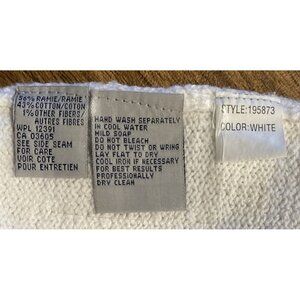 56% RAMIE/RAMIE
43% COTTON/COTON
1% OTHER FIBERS/
AUTRES FIBRES
WPL 12391
CA 03605
SEE SIDE SEAM
FOR CARE
VOIR COTE
POUR ENTRETIEN
HAND WASH SEPARATELY
IN COOL WATER
MILD SOAP
DO NOT BLEACH
DO NOT TWIST OR WRING
LAY FLAT TO DRY
COOL IRON IF NECESSARY
FOR BEST RESULTS
PROFESSIONALLY
DRY CLEAN
STYLE:195873
COLOR:WHITE